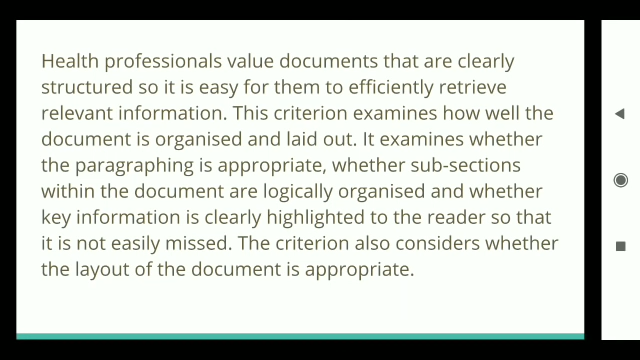 Health professionals value documents that are clearly
structured so it is easy for them to efficiently retrieve
relevant information. This criterion examines how well the
document is organised and laid out. It examines whether
the paragraphing is appropriate, whether sub-sections
within the document are logically organised and whether
key information is clearly highlighted to the reader so that
it is not easily missed. The criterion also considers whether
the layout of the document is appropriate.